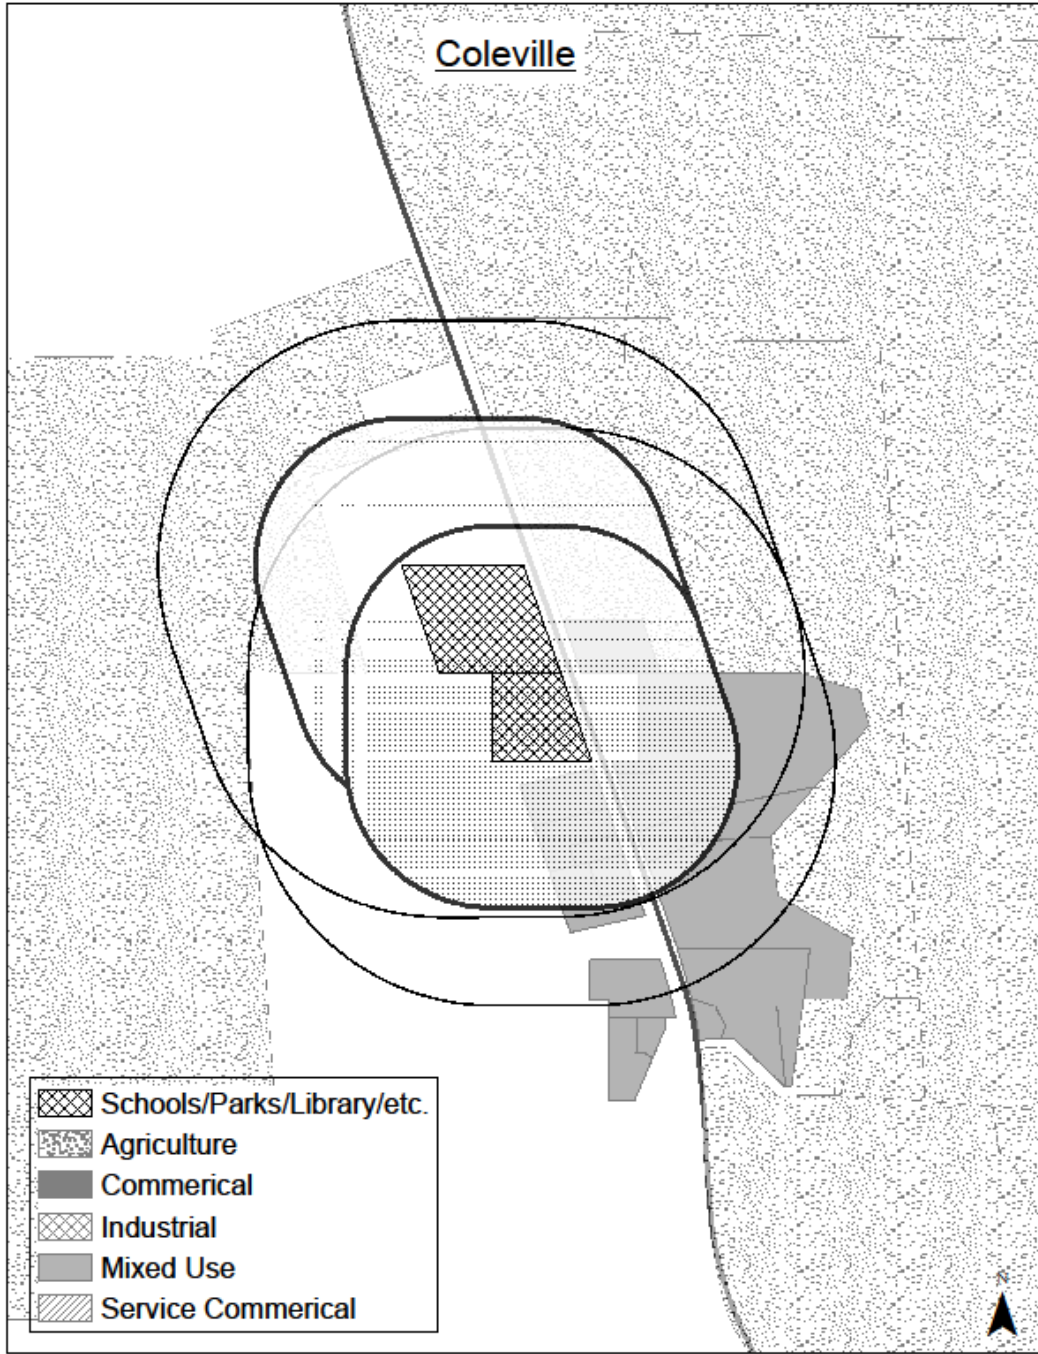 Coleville
Schools/Parks/Library/etc.
Agriculture
Commerical
Industrial
Mixed Use
Service Commerical
N